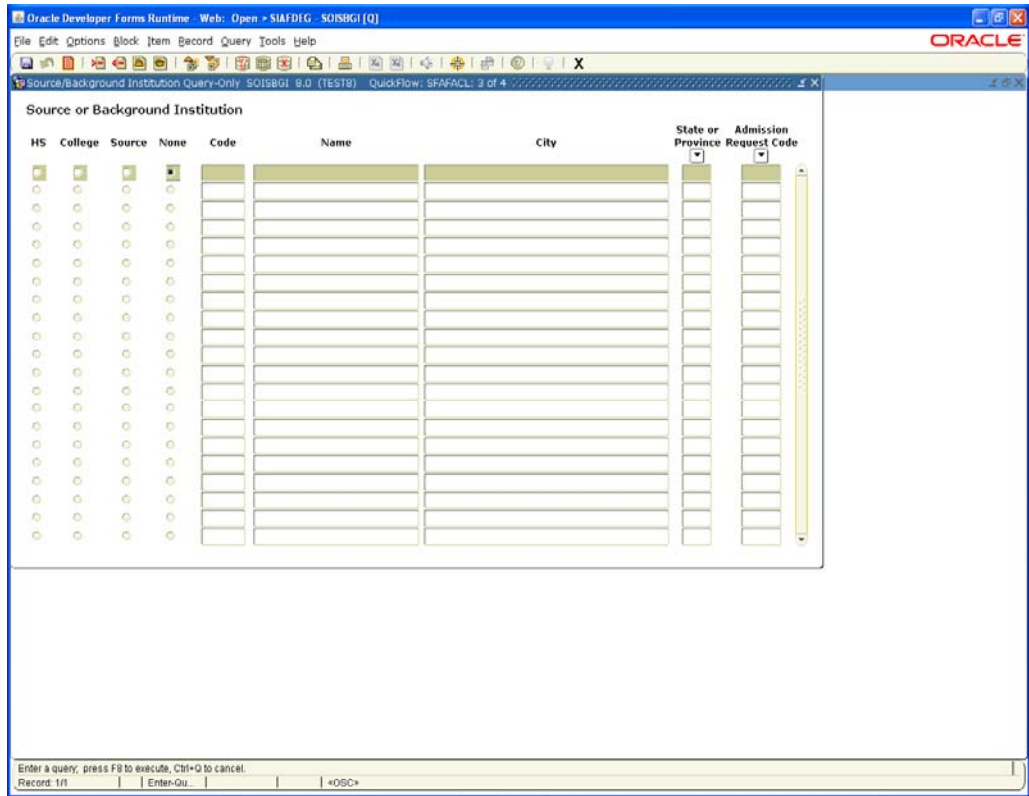 Oracle Developer Forms Runtime - Web: Open > SIAFDEG - SOISBGI [Q]
File Edit Options Block Item Record Query Tools Help
ORACLE
X
Source/Background Institution Query-Only SOISBGI 8.0 (TEST8) QuickFlow: SFAFACL: 3 of 4
Source or Background Institution
HS College Source None Code Name City State or Province Admission Request Code
Enter a query; press F8 to execute, Ctrl+Q to cancel.
Record: 1/1 Enter-Qu... <OSC>